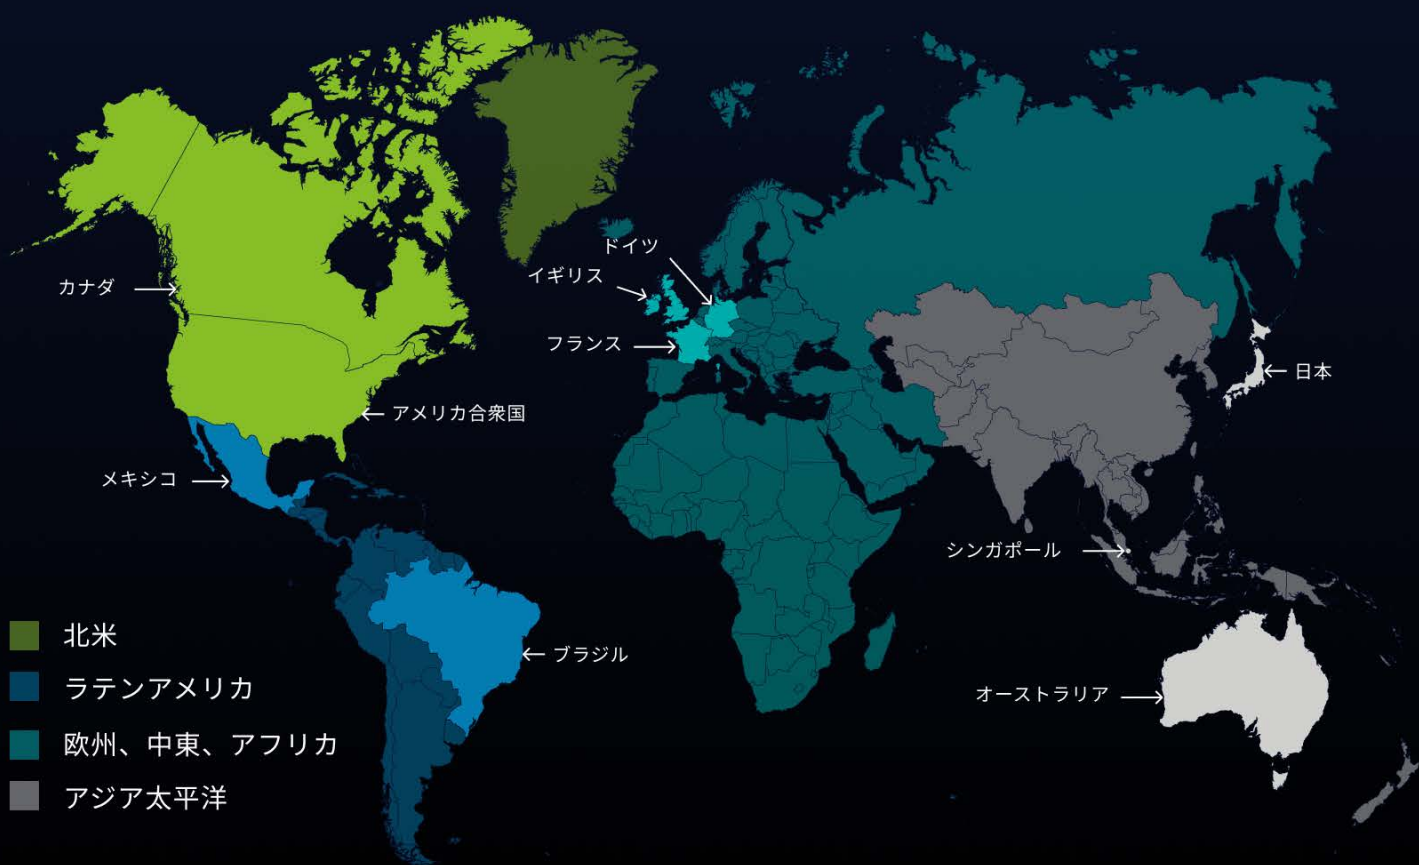 ドイツ
イギリス
カナダ
フランス
日本
アメリカ合衆国
メキシコ
シンガポール
ブラジル
オーストラリア
北米
ラテンアメリカ
欧州、中東、アフリカ
アジア太平洋